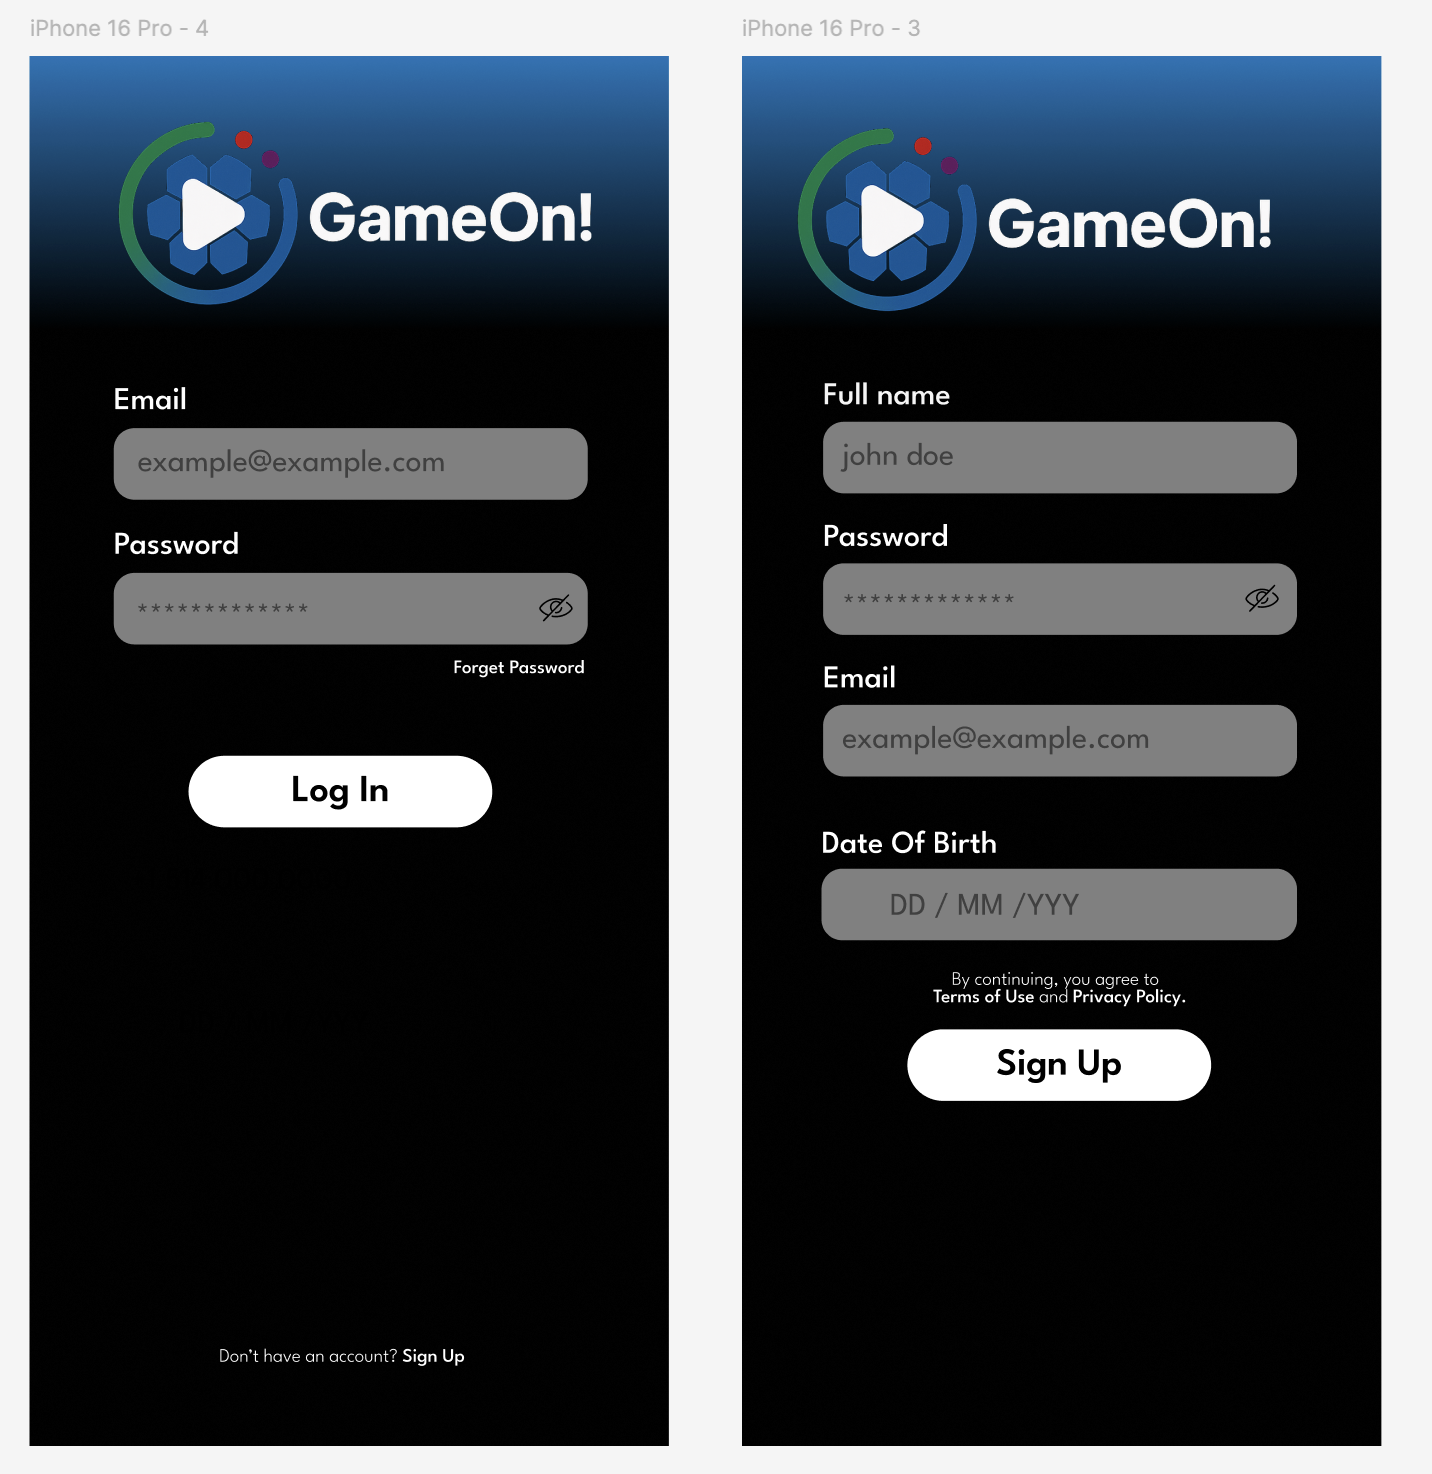 iPhone 16 Pro - 4
GameOn!
Email
example@example.com
Password
*************
Forget Password
Log In
Don't have an account? Sign Up
iPhone 16 Pro - 3
GameOn!
Full name
john doe
Password
*************
Email
example@example.com
Date Of Birth
DD / MM /YYY
By continuing, you agree to
Terms of Use and Privacy Policy.
Sign Up